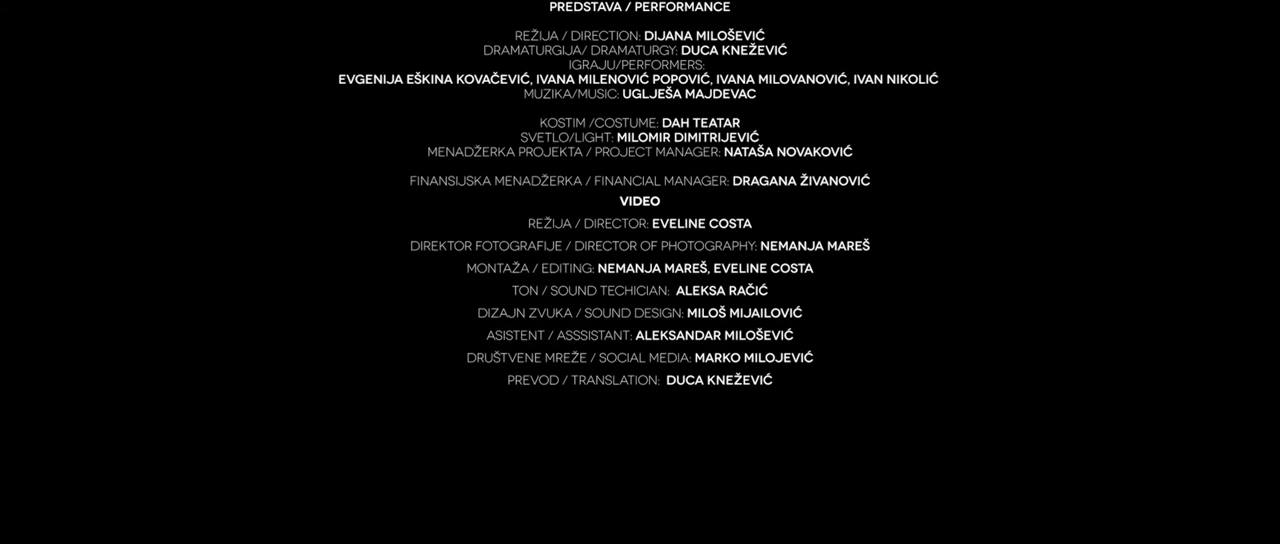 PREDSTAVA / PERFORMANCE
REŽIJA / DIRECTION: DIJANA MILOŠEVIĆ
DRAMATURGIJA/ DRAMATURGY: DUCA KNEŽEVIĆ
IGRAJU/PERFORMERS:
EVGENIJA EŠKINA KOVAČEVIĆ, IVANA MILENOVIĆ POPOVIĆ, IVANA MILOVANOVIĆ, IVAN NIKOLIĆ
MUZIKA/MUSIC: UGLJEŠA MAJDEVAC
KOSTIM /COSTUME: DAH TEATAR
SVETLO/LIGHT: MILOMIR DIMITRIJEVIĆ
MENADŽERKA PROJEKTA / PROJECT MANAGER: NATAŠA NOVAKOVIĆ
FINANSIJSKA MENADŽERKA / FINANCIAL MANAGER: DRAGANA ŽIVANOVIĆ
VIDEO
REŽIJA / DIRECTOR: EVELINE COSTA
DIREKTOR FOTOGRAFIJE / DIRECTOR OF PHOTOGRAPHY: NEMANJA MAREŠ
MONTAŽA / EDITING: NEMANJA MAREŠ, EVELINE COSTA
TON / SOUND TECHICIAN: ALEKSA RAČIĆ
DIZAJN ZVUKA / SOUND DESIGN: MILOŠ MIJAILOVIĆ
ASISTENT / ASSSISTANT: ALEKSANDAR MILOŠEVIĆ
DRUŠTVENE MREŽE / SOCIAL MEDIA: MARKO MILOJEVIĆ
PREVOD / TRANSLATION: DUCA KNEŽEVIĆ